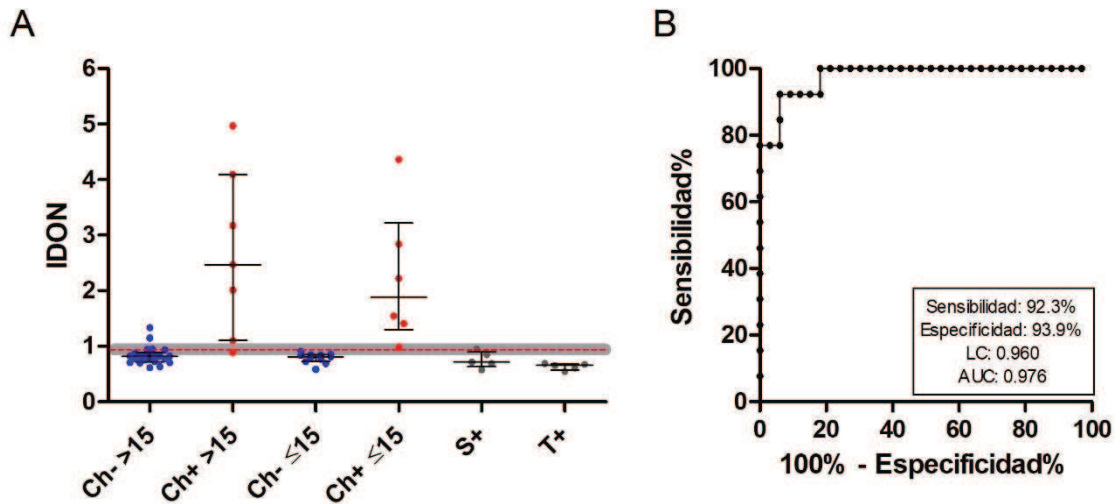 A
IDON
6
5
4
3
2
1
0
Ch- >15
Ch+ >15
Ch- ≤15
Ch+ ≤15
S+
T+
B
Sensibilidad%
100
80
60
40
20
0
Sensibilidad: 92.3%
Especificidad: 93.9%
LC: 0.960
AUC: 0.976
0 20 40 60 80 100
100% - Especificidad%